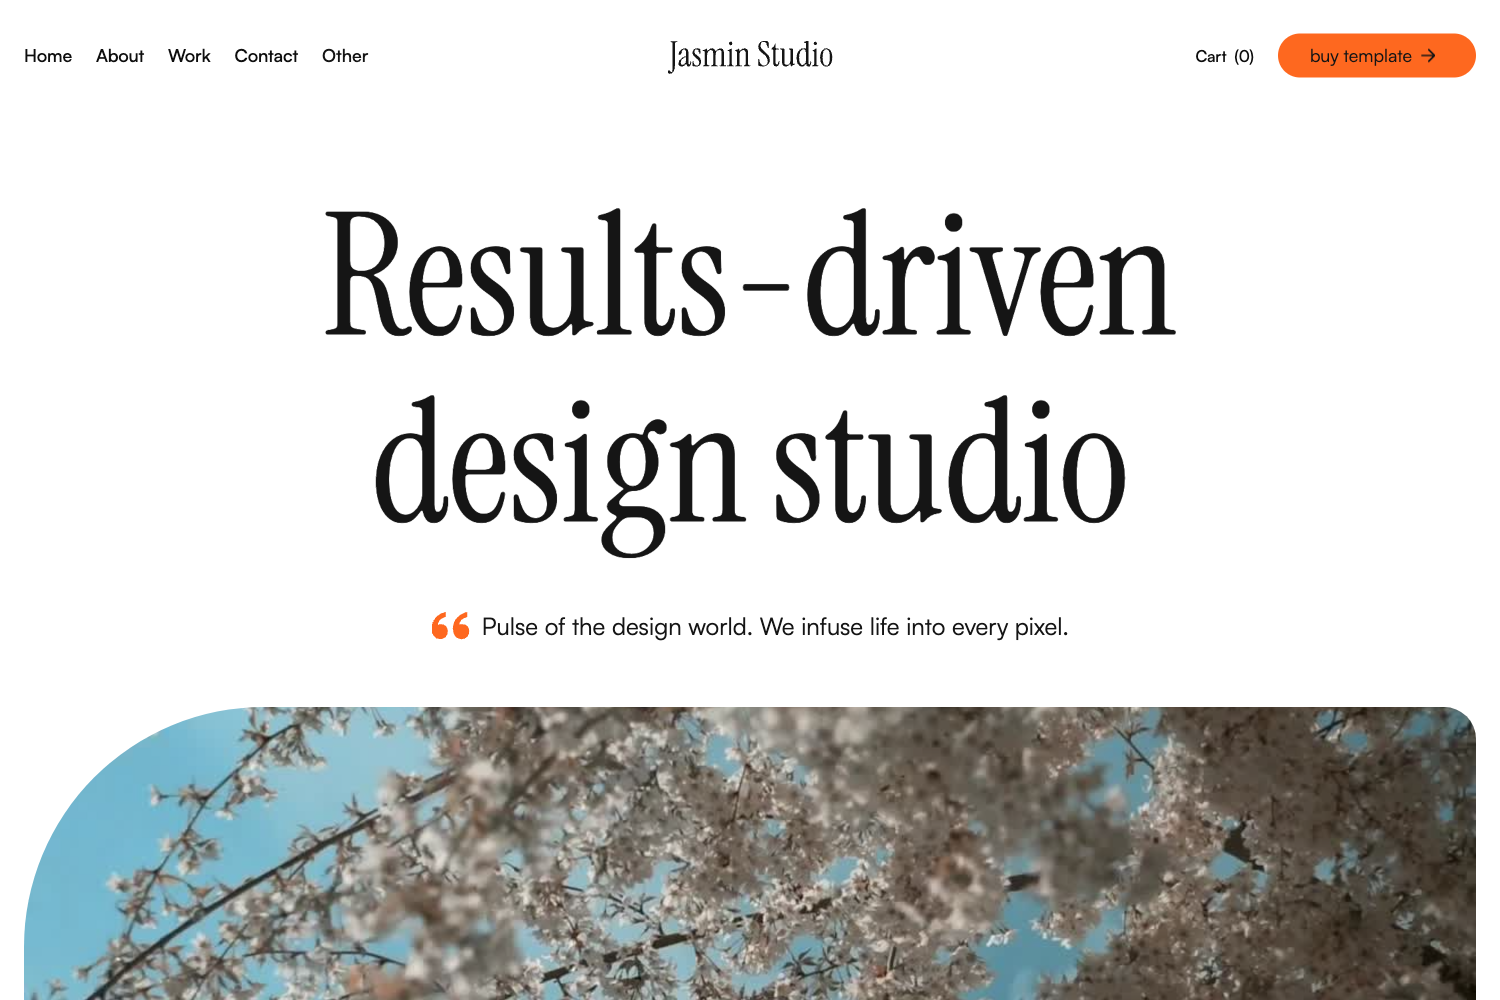 Home About Work Contact Other
Jasmin Studio
Cart (0)
buy template →
Results-driven
design studio
❝ Pulse of the design world. We infuse life into every pixel.